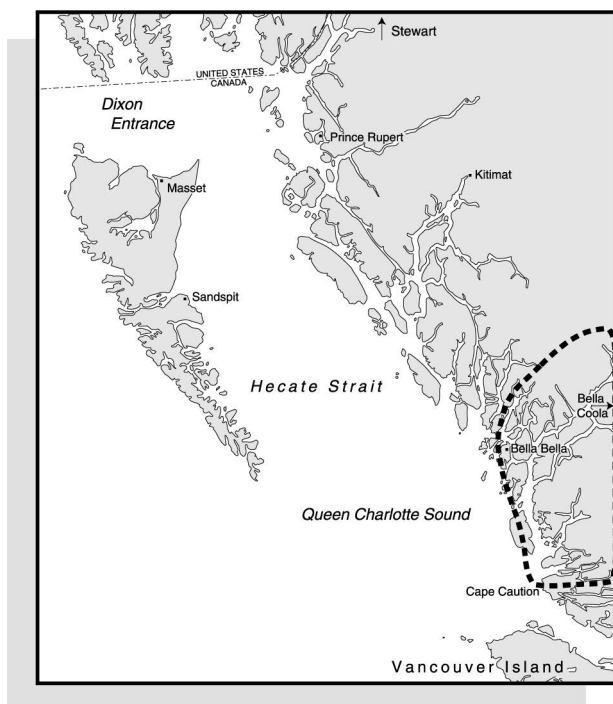 Stewart
UNITED STATES
CANADA
Dixon
Entrance
Prince Rupert
Masset
Kitimat
Sandspit
Hecate Strait
Bella
Coola
Bella Bella
Queen Charlotte Sound
Cape Caution
Vancouver Island